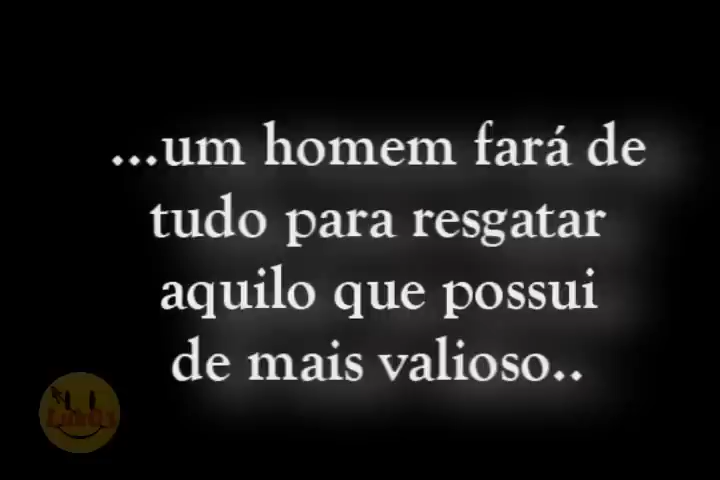 ...um homem fará de
tudo para resgatar
aquilo que possui
de mais valioso..